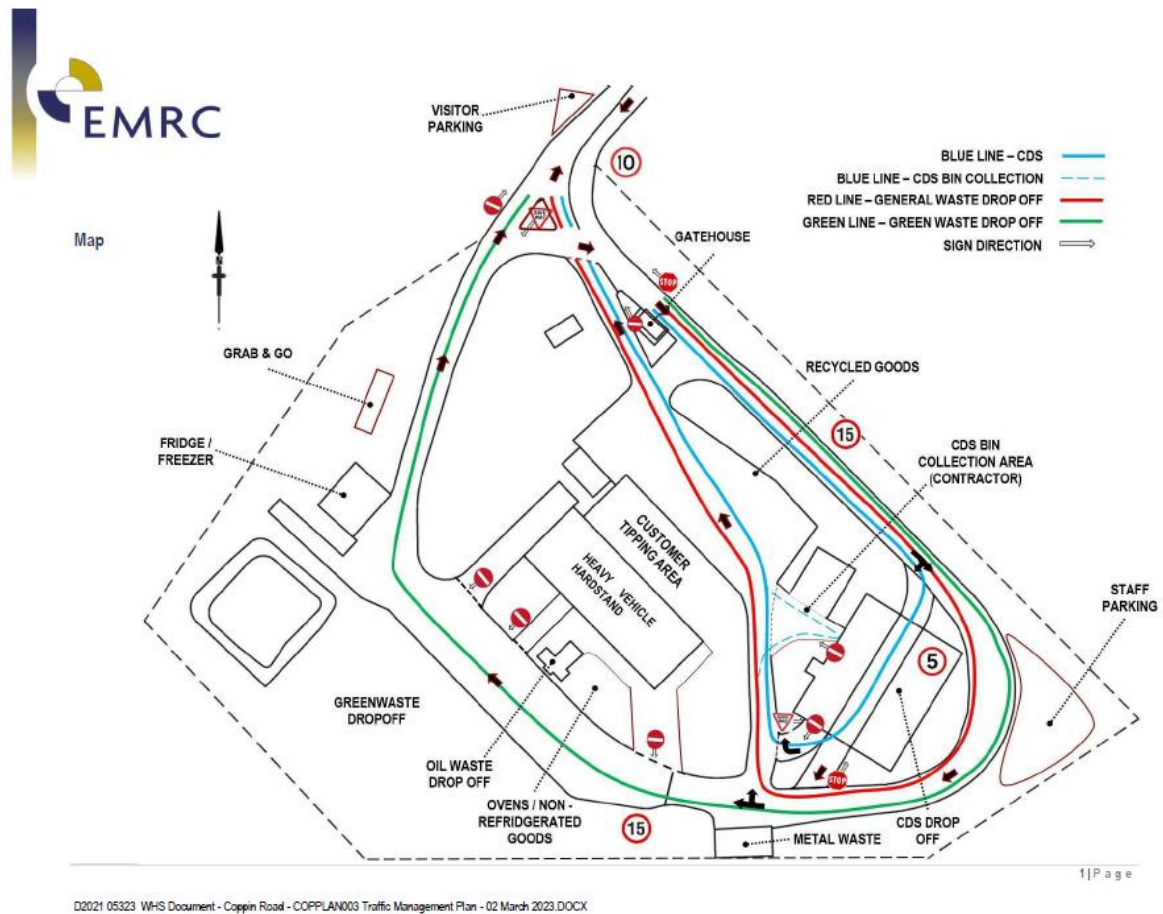 EMRC
Map
N
VISITOR
PARKING
10
BLUE LINE – CDS
BLUE LINE – CDS BIN COLLECTION
RED LINE – GENERAL WASTE DROP OFF
GREEN LINE – GREEN WASTE DROP OFF
SIGN DIRECTION
GIVE
WAY
GATEHOUSE
STOP
GRAB & GO
RECYCLED GOODS
15
FRIDGE /
FREEZER
CDS BIN
COLLECTION AREA
(CONTRACTOR)
CUSTOMER
TIPPING AREA
HEAVY VEHICLE
HARDSTAND
STAFF
PARKING
5
GREENWASTE
DROPOFF
OIL WASTE
DROP OFF
OVENS / NON -
REFRIDGERATED
GOODS
GIVE
WAY
STOP
15
METAL WASTE
CDS DROP
OFF
1 | P a g e
D2021 05323 WHS Document - Coppin Road - COPPLAN003 Traffic Management Plan - 02 March 2023.DOCX